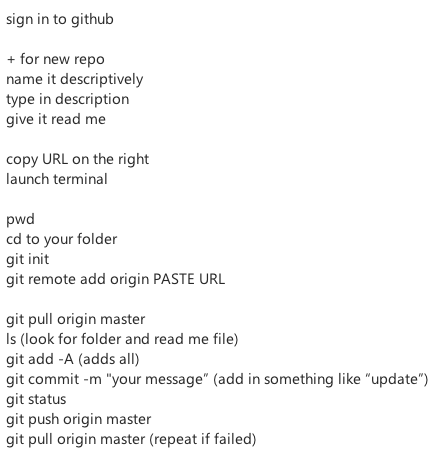 sign in to github
+ for new repo
name it descriptively
type in description
give it read me
copy URL on the right
launch terminal
pwd
cd to your folder
git init
git remote add origin PASTE URL
git pull origin master
ls (look for folder and read me file)
git add -A (adds all)
git commit -m "your message” (add in something like “update”)
git status
git push origin master
git pull origin master (repeat if failed)